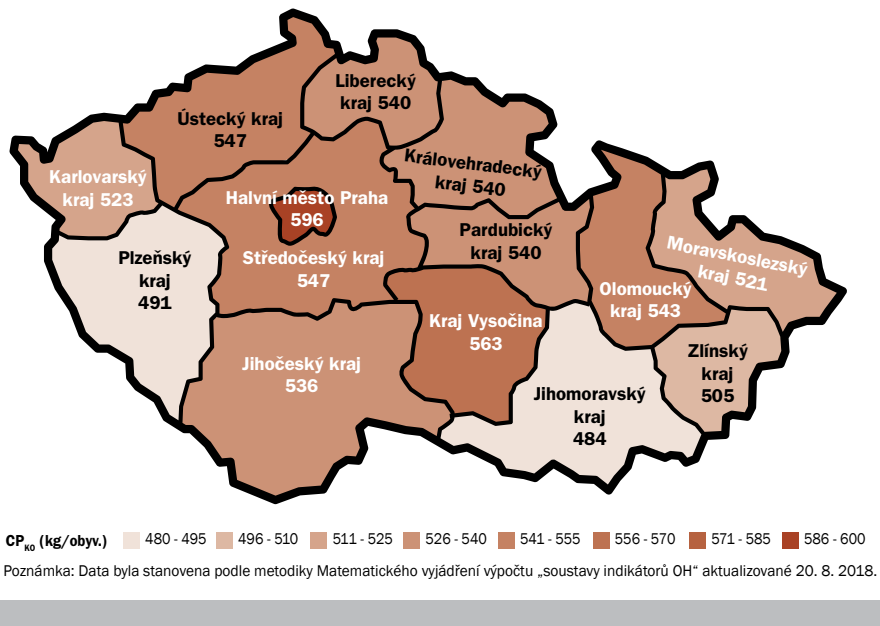 Liberecký
kraj 540
Ústecký kraj
547
Královehradecký
kraj 540
Karlovarský
kraj 523
Halvní město Praha
596
Pardubický
kraj 540
Moravskoslezský
kraj 521
Plzeňský
kraj
491
Středočeský kraj
547
Olomoucký
kraj 543
Kraj Vysočina
563
Zlínský
kraj
505
Jihočeský kraj
536
Jihomoravský
kraj
484
CP KO (kg/obyv.) 480 - 495 496 - 510 511 - 525 526 - 540 541 - 555 556 - 570 571 - 585 586 - 600
Poznámka: Data byla stanovena podle metodiky Matematického vyjádření výpočtu „soustavy indikátorů OH“ aktualizované 20. 8. 2018.